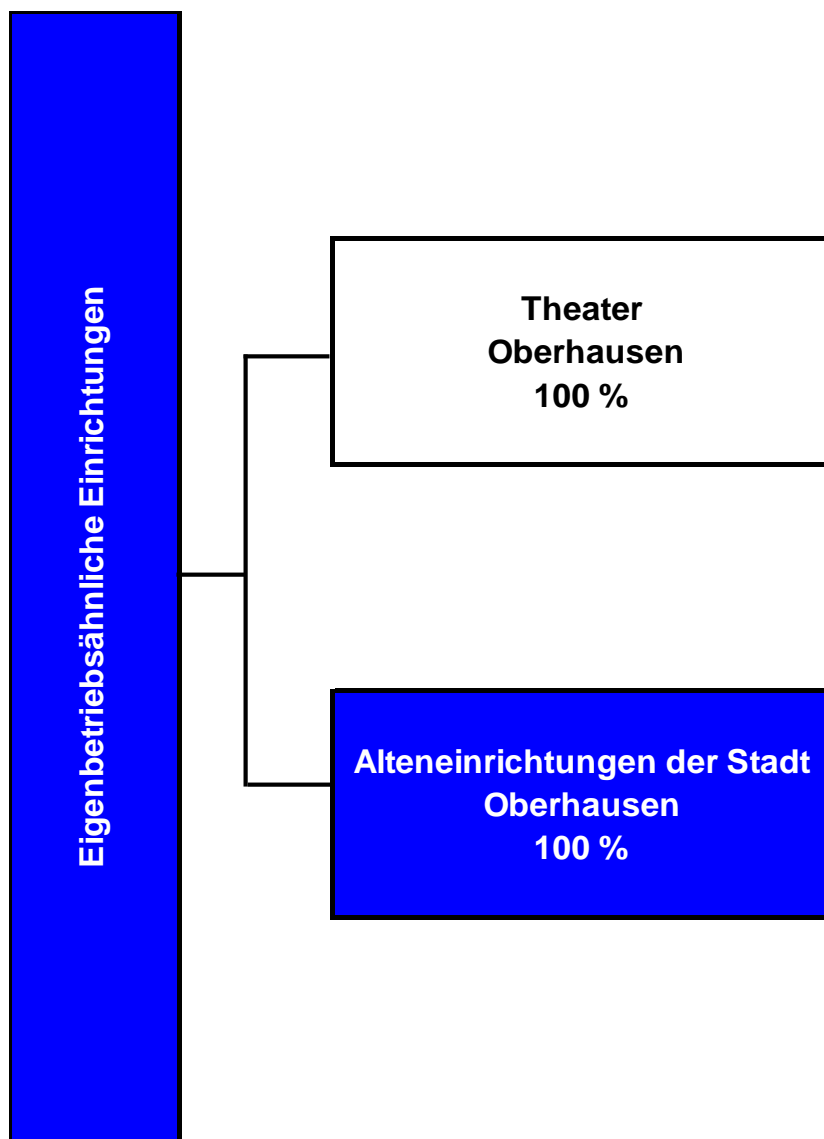 Eigenbetriebsähnliche Einrichtungen
Theater
Oberhausen
100 %
Alteneinrichtungen der Stadt
Oberhausen
100 %